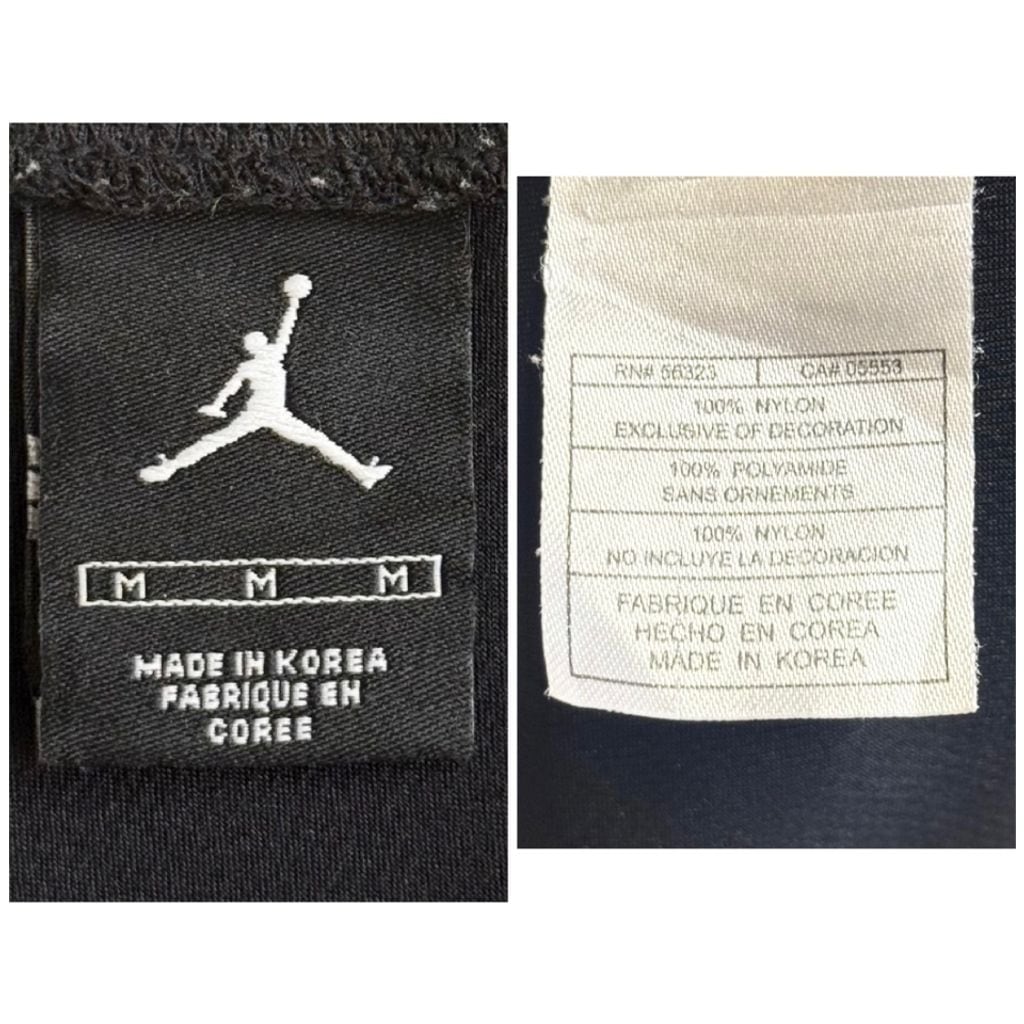 M M M
MADE IN KOREA
FABRIQUE EN
COREE
RN# 56323 CA# 05553
100% NYLON
EXCLUSIVE OF DECORATION
100% POLYAMIDE
SANS ORNEMENTS
100% NYLON
NO INCLUYE LA DECORACION
FABRIQUE EN COREE
HECHO EN COREA
MADE IN KOREA